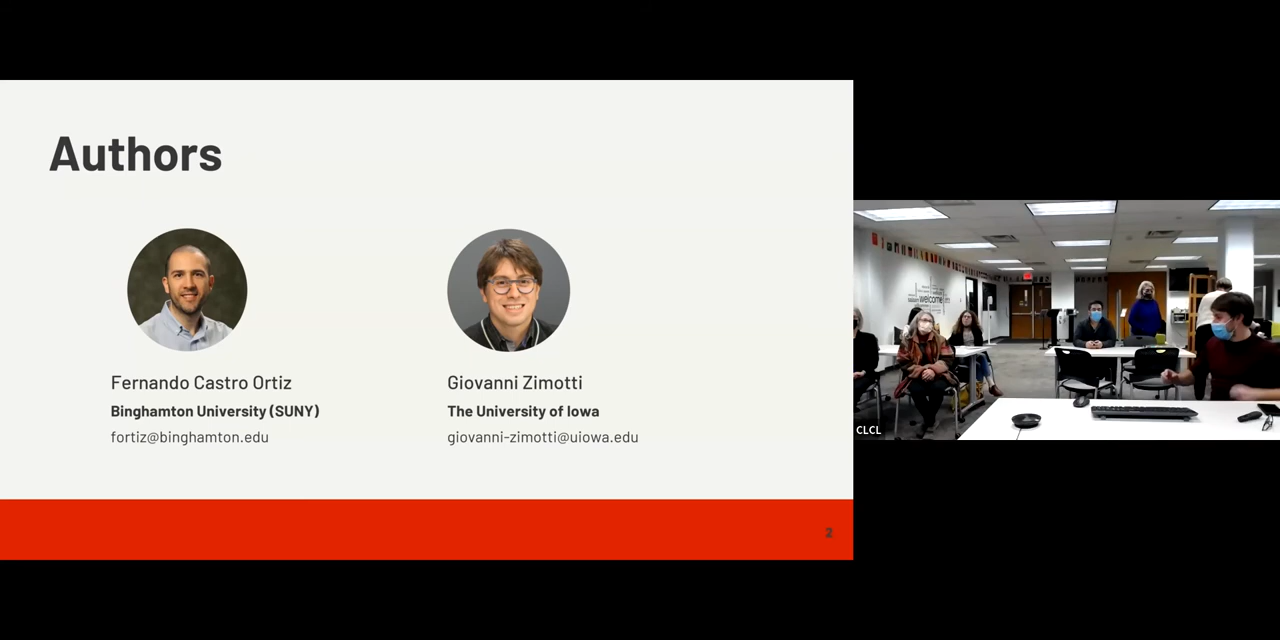 Authors
Fernando Castro Ortiz
Giovanni Zimotti
Binghamton University (SUNY)
The University of Iowa
fortiz@binghamton.edu
giovanni-zimotti@uiowa.edu
2
welcome
CLCL